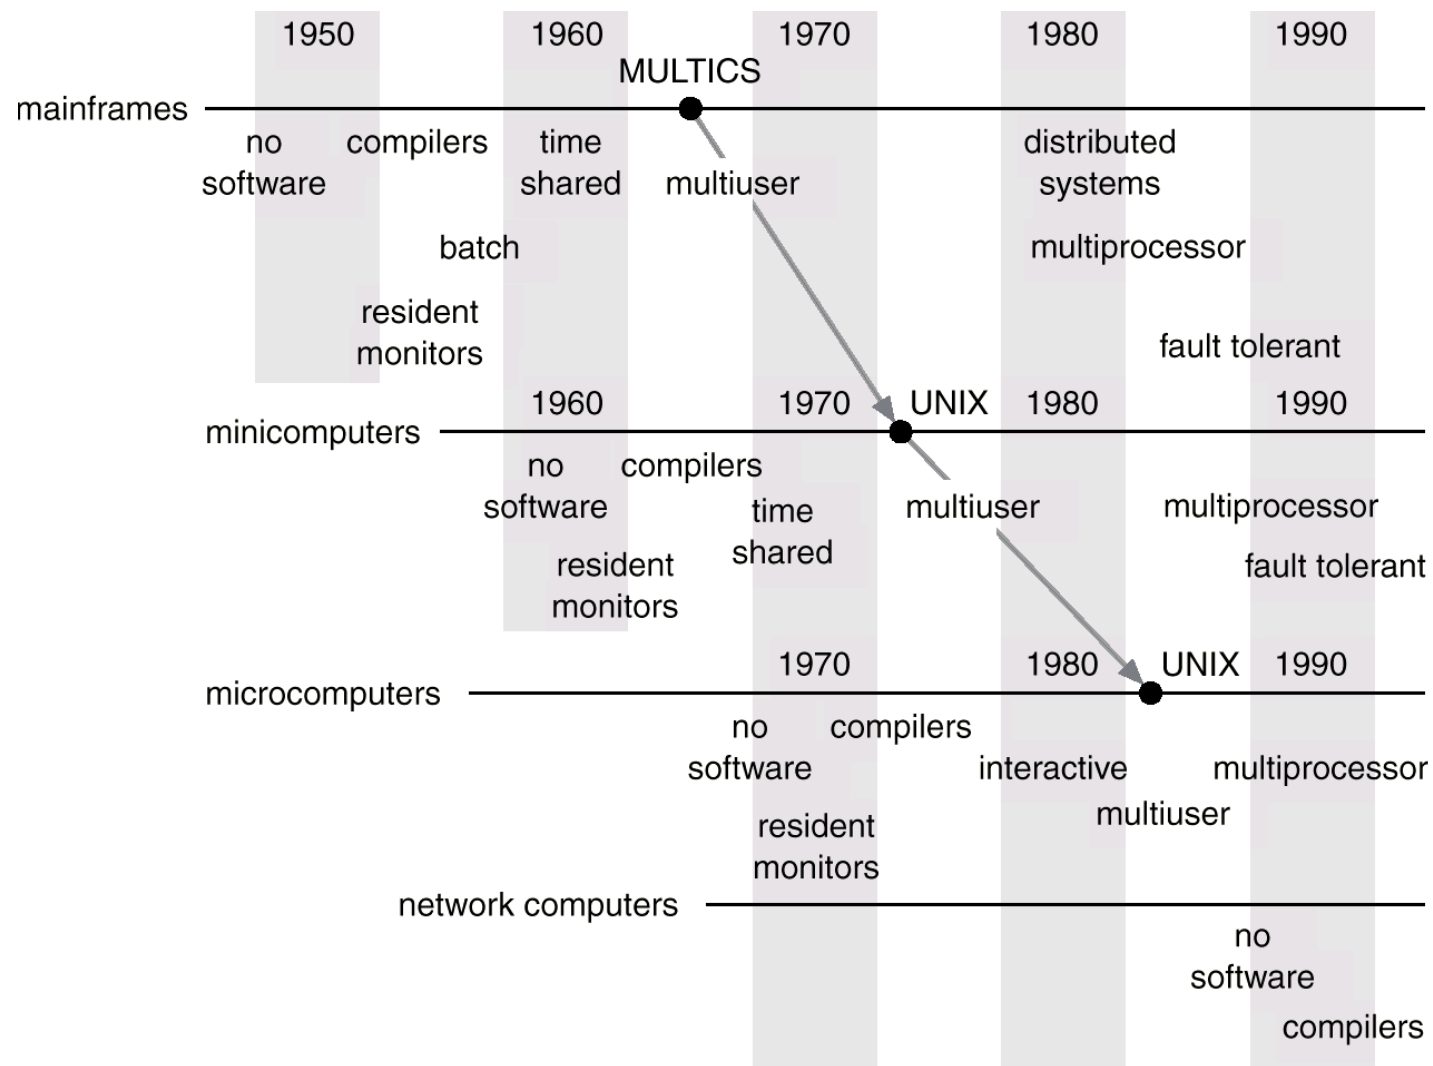 1950 1960 1970 1980 1990
MULTICS
mainframes
no compilers time distributed
software shared multiuser systems
batch multiprocessor
resident
monitors fault tolerant
1960 1970 UNIX 1980 1990
minicomputers
no compilers
software time multiuser multiprocessor
shared
resident fault tolerant
monitors
1970 1980 UNIX 1990
microcomputers
no compilers
software interactive multiprocessor
multiuser
resident
monitors
network computers
no
software
compilers